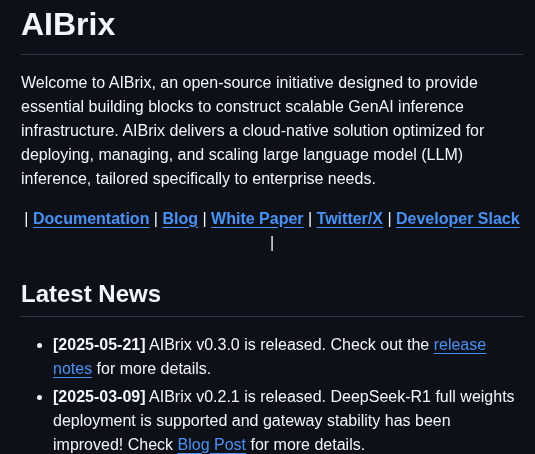 AIBrix
Welcome to AIBrix, an open-source initiative designed to provide
essential building blocks to construct scalable GenAI inference
infrastructure. AIBrix delivers a cloud-native solution optimized for
deploying, managing, and scaling large language model (LLM)
inference, tailored specifically to enterprise needs.
| Documentation | Blog | White Paper | Twitter/X | Developer Slack
|
Latest News
• [2025-05-21] AIBrix v0.3.0 is released. Check out the release
notes for more details.
• [2025-03-09] AIBrix v0.2.1 is released. DeepSeek-R1 full weights
deployment is supported and gateway stability has been
improved! Check Blog Post for more details.